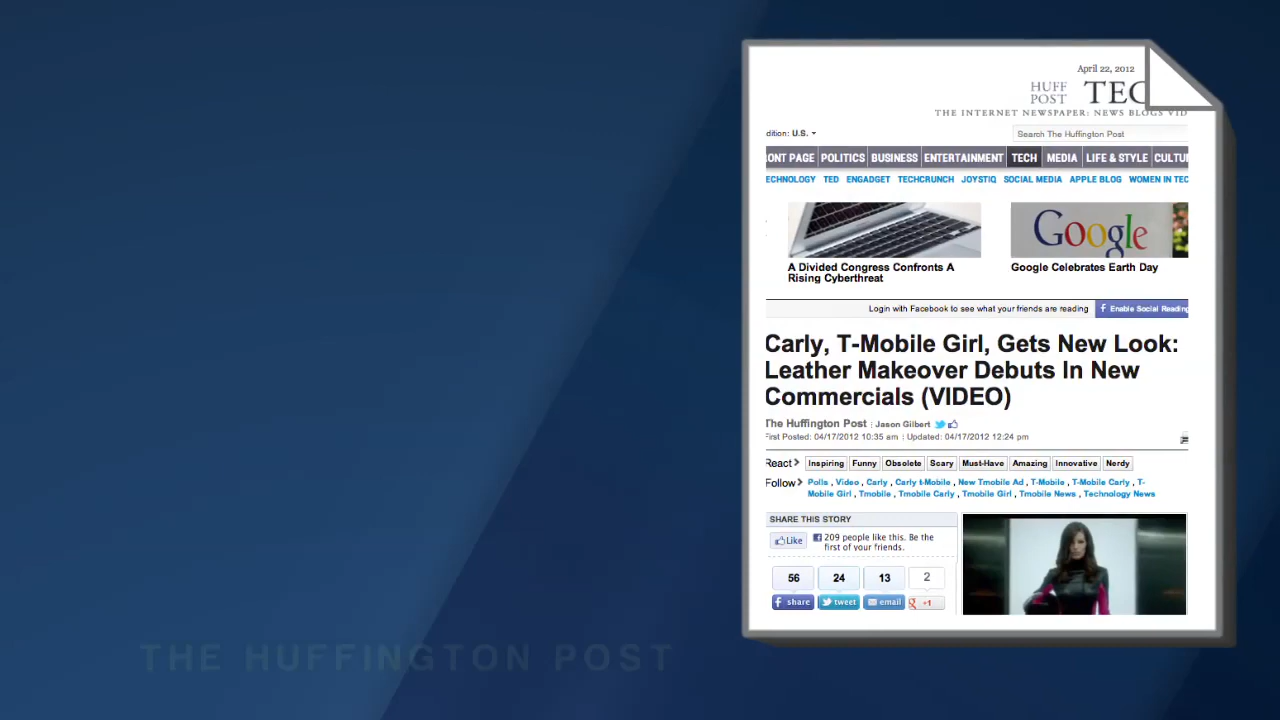 April 22, 2012
HUFF
POST
TEC
THE INTERNET NEWSPAPER: NEWS BLOGS VID
dition: U.S.
Search The Huffington Post
ONT PAGE POLITICS BUSINESS ENTERTAINMENT TECH MEDIA LIFE & STYLE CULTU
ECHNOLOGY TED ENGADGET TECHCRUNCH JOYSTIQ SOCIAL MEDIA APPLE BLOG WOMEN IN TEC
Google
A Divided Congress Confronts A
Rising Cyberthreat
Google Celebrates Earth Day
Login with Facebook to see what your friends are reading
f Enable Social Reading
Carly, T-Mobile Girl, Gets New Look:
Leather Makeover Debuts In New
Commercials (VIDEO)
The Huffington Post | Jason Gilbert
First Posted: 04/17/2012 10:35 am | Updated: 04/17/2012 12:24 pm
React Inspiring Funny Obsolete Scary Must-Have Amazing Innovative Nerdy
Follow Polls , Video , Carly , Carly t-Mobile , New Tmobile Ad , T-Mobile , T-Mobile Carly , T-
Mobile Girl , Tmobile , Tmobile Carly , Tmobile Girl , Tmobile News , Technology News
SHARE THIS STORY
Like
209 people like this. Be the
first of your friends.
56 24 13 2
f share tweet email g +1
THE HUFFINGTON POST